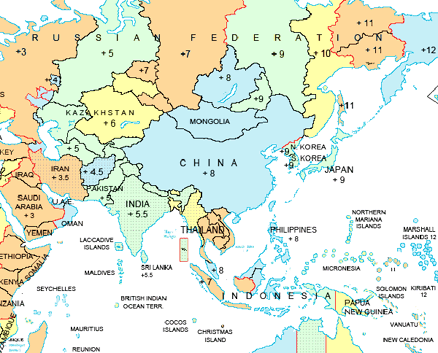 + 11
R U S S I A N   F E D E R A T I O N
+3
+ 5
+7
+9
+ 10
+ 11
+ 12
+7
+ 8
+9
+11
KAZAKHSTAN
+ 6
MONGOLIA
+ 5
N KOREA
+9
S KOREA
+9
JAPAN
+ 9
CHINA
+ 8
KEY
IRAQ
IRAN
+ 3.5
+ 4.5
PAKISTAN
+ 5
SAUDI
ARABIA
+ 3
U.A.E
OMAN
YEMEN
INDIA
+ 5.5
THAILAND
PHILIPPINES
+ 8
NORTHERN
MARIANA
ISLANDS
MARSHALL
ISLANDS 12
LACCADIVE
ISLANDS
ETHIOPIA
SOMALIA
MALDIVES
SRI LANKA
+5.5
+ 8
+7
MICRONESIA
11
KENYA
SEYCHELLES
BRITISH INDIAN
OCEAN TERR.
INDONESIA
PAPUA
NEW GUINEA
SOLOMON
ISLANDS
KIRIBATI
12
ZANIA
COCOS
ISLANDS
CHRISTMAS
ISLAND
MAURITIUS
REUNION
VANUATU
NEW CALEDONIA